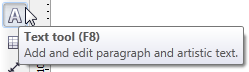 Text tool (F8)
Add and edit paragraph and artistic text.